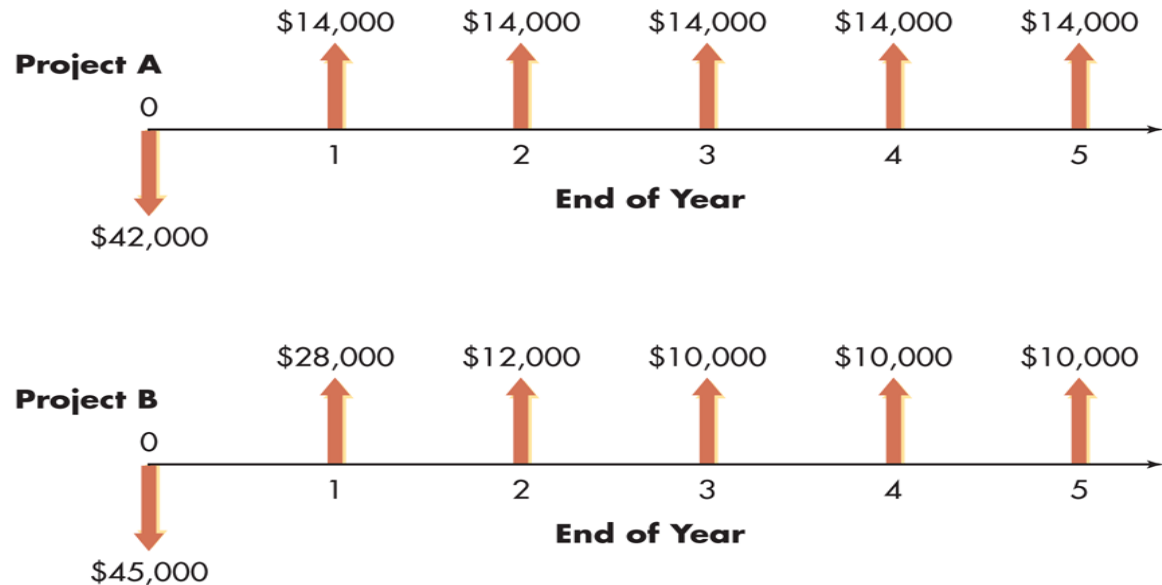 $14,000 $14,000 $14,000 $14,000 $14,000
Project A
0
1 2 3 4 5
End of Year
$42,000
$28,000 $12,000 $10,000 $10,000 $10,000
Project B
0
1 2 3 4 5
End of Year
$45,000